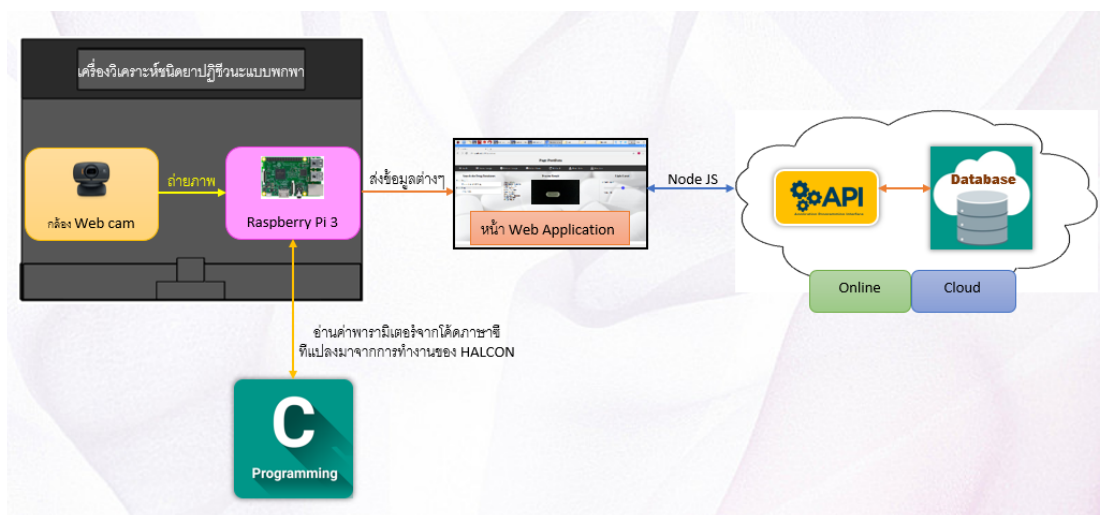 เครื่องวิเคราะห์ชนิดยาปฏิชีวนะแบบพกพา
กล้อง Web cam
ถ่ายภาพ
Raspberry Pi 3
ส่งข้อมูลต่างๆ
หน้า Web Application
Node JS
API
Database
Online
Cloud
อ่านค่าพารามิเตอร์จากโค้ดภาษาซี
ที่แปลงมาจากการทำงานของ HALCON
C
Programming